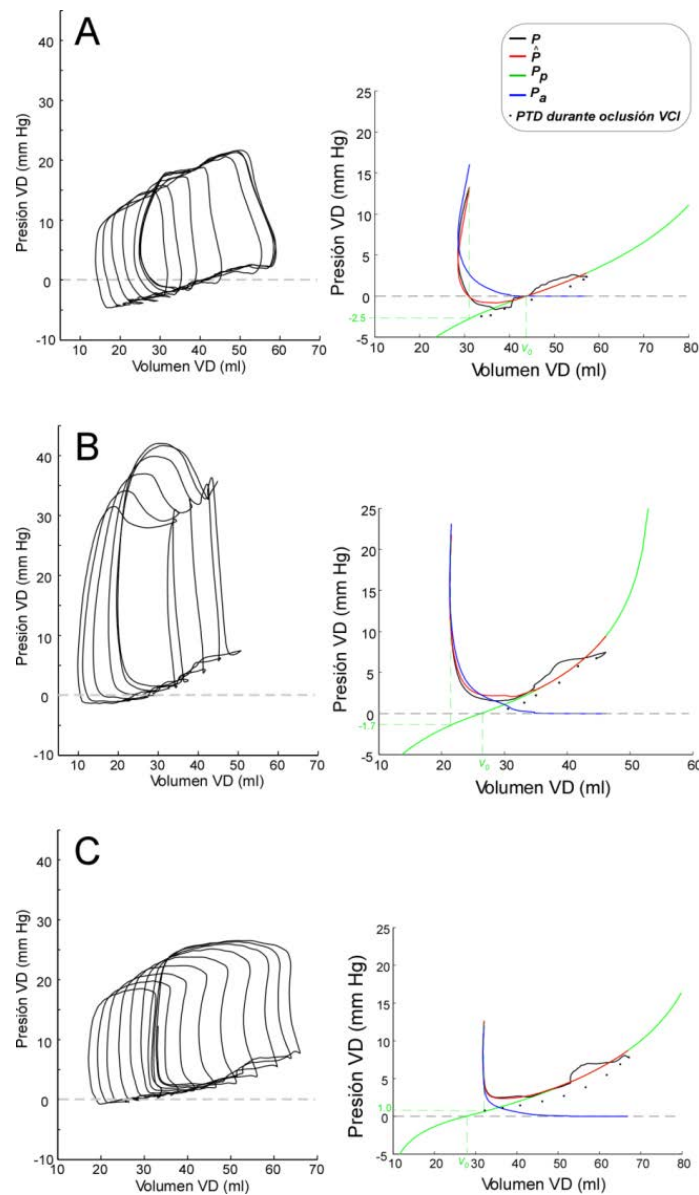 A
Presión VD (mm Hg)
40
30
20
10
0
-10
10 20 30 40 50 60 70
Volumen VD (ml)
P
P̂
Pp
Pa
PTD durante oclusión VCI
Presión VD (mm Hg)
25
20
15
10
5
0
-2.5
-5
10 20 30 v0 50 60 70 80
Volumen VD (ml)
B
Presión VD (mm Hg)
40
30
20
10
0
-10
10 20 30 40 50 60 70
Volumen VD (ml)
Presión VD (mm Hg)
25
20
15
10
5
0
-1.7
-5
10 20 v0 30 40 50 60
Volumen VD (ml)
C
Presión VD (mm Hg)
40
30
20
10
0
-10
10 20 30 40 50 60 70
Volumen VD (ml)
Presión VD (mm Hg)
25
20
15
10
5
1.0
0
-5
10 20 v0 30 40 50 60 70 80
Volumen VD (ml)